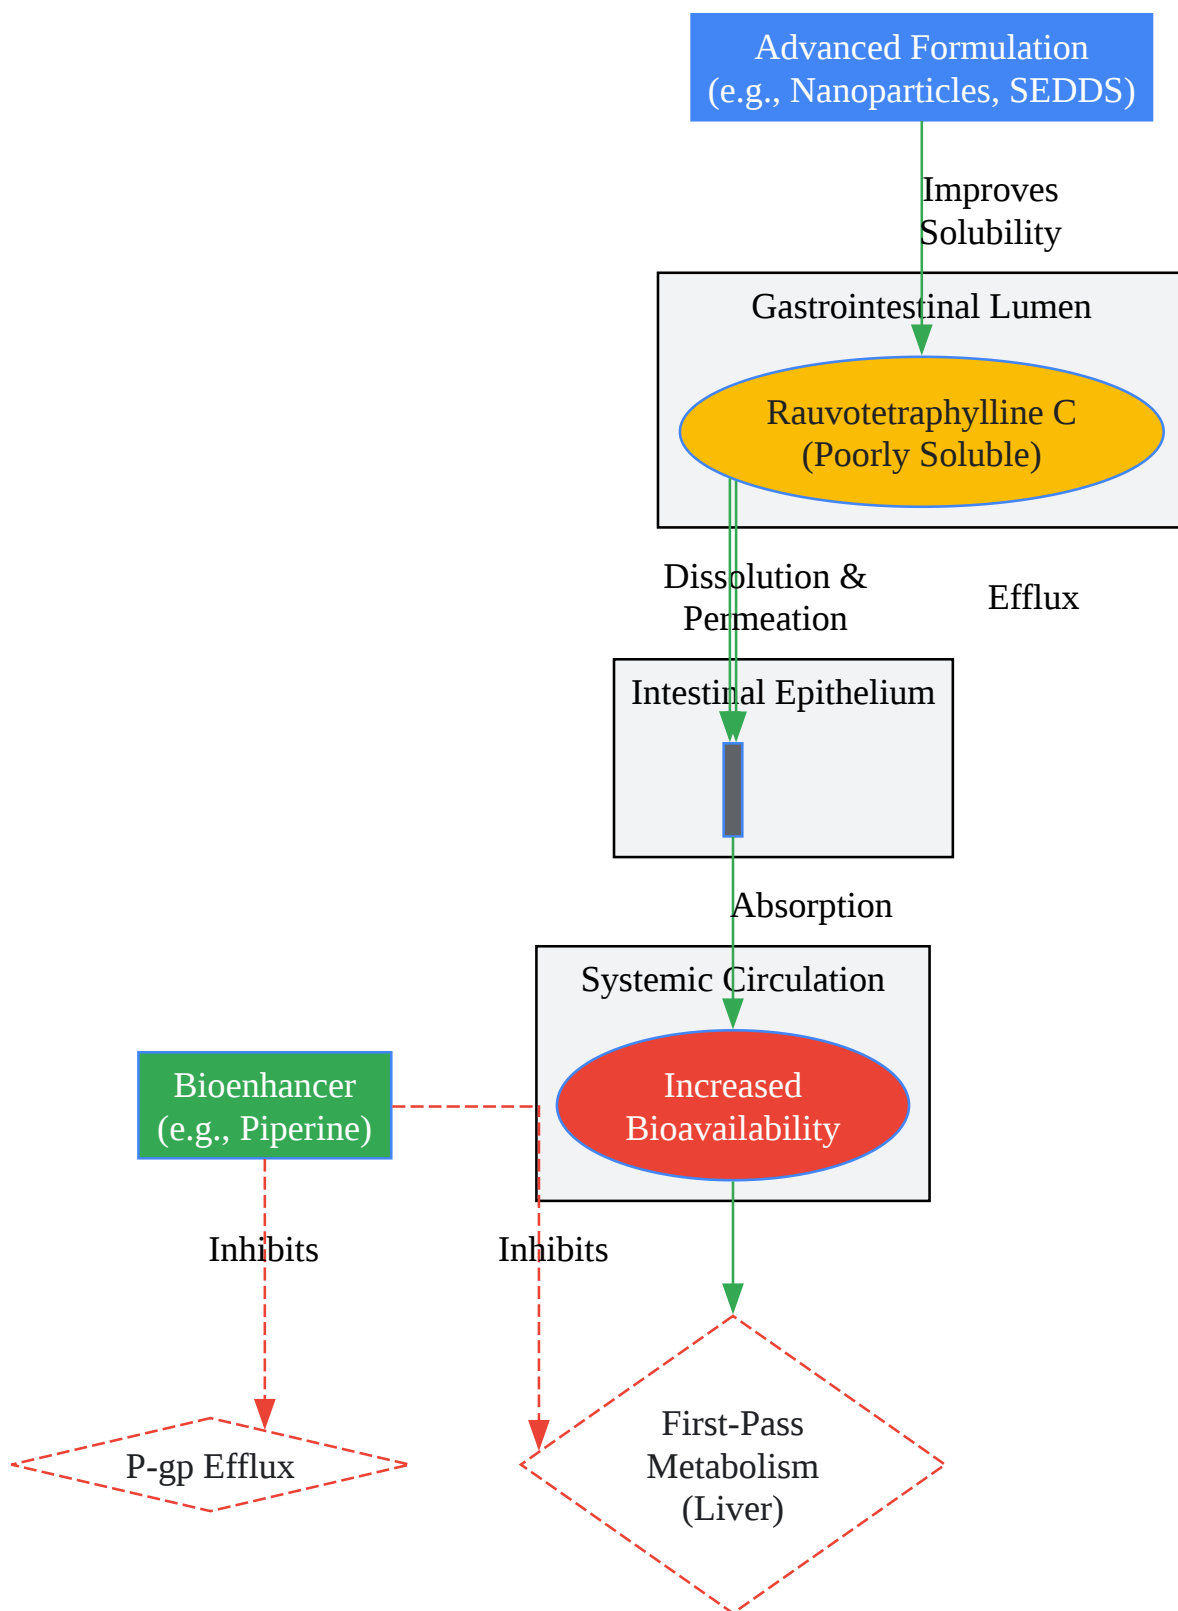 Advanced Formulation
(e.g., Nanoparticles, SEDDS)
Improves
Solubility
Gastrointestinal Lumen
Rauvotetraphylline C
(Poorly Soluble)
Dissolution &
Permeation
Efflux
Intestinal Epithelium
Absorption
Systemic Circulation
Bioenhancer
(e.g., Piperine)
Increased
Bioavailability
Inhibits
Inhibits
P-gp Efflux
First-Pass
Metabolism
(Liver)